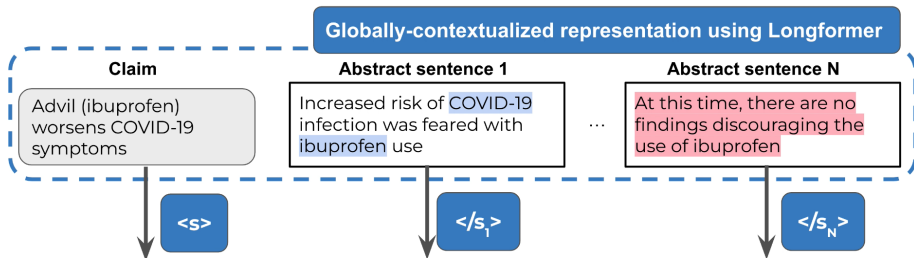 Globally-contextualized representation using Longformer
Claim
Advil (ibuprofen)
worsens COVID-19
symptoms
Abstract sentence 1
Increased risk of COVID-19
infection was feared with
ibuprofen use
...
Abstract sentence N
At this time, there are no
findings discouraging the
use of ibuprofen
<s>
</s₁>
</s_N>